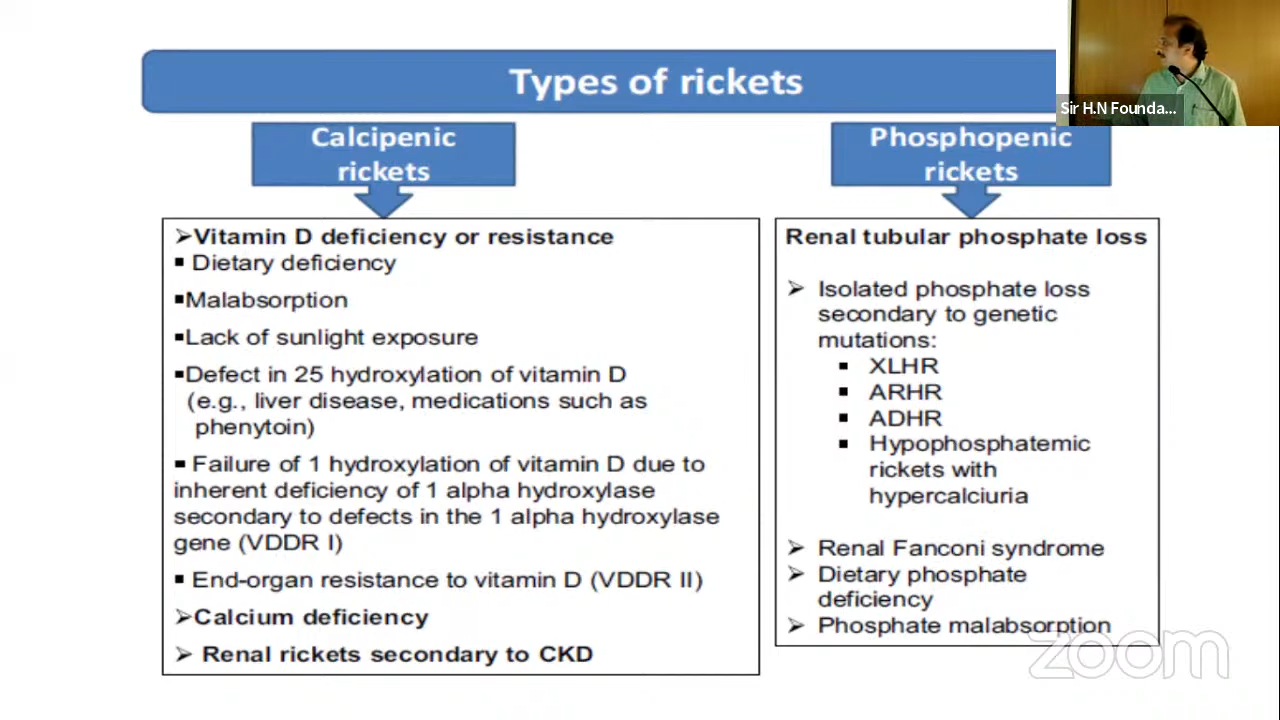 Types of rickets
Sir H.N Founda...
Calcipenic
rickets
Phosphopenic
rickets
➢Vitamin D deficiency or resistance
▪ Dietary deficiency
▪Malabsorption
▪Lack of sunlight exposure
▪Defect in 25 hydroxylation of vitamin D
(e.g., liver disease, medications such as
phenytoin)
▪ Failure of 1 hydroxylation of vitamin D due to
inherent deficiency of 1 alpha hydroxylase
secondary to defects in the 1 alpha hydroxylase
gene (VDDR I)
▪ End-organ resistance to vitamin D (VDDR II)
➢Calcium deficiency
➢ Renal rickets secondary to CKD
Renal tubular phosphate loss
➢ Isolated phosphate loss
secondary to genetic
mutations:
▪ XLHR
▪ ARHR
▪ ADHR
▪ Hypophosphatemic
rickets with
hypercalciuria
➢ Renal Fanconi syndrome
➢ Dietary phosphate
deficiency
➢ Phosphate malabsorption
zoom